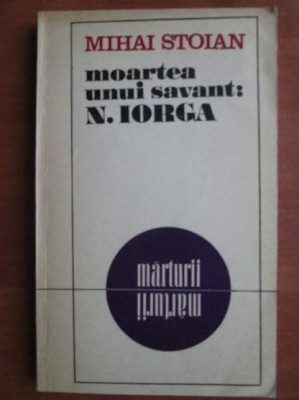 MIHAI STOIAN
moartea
unui savant:
N. IORGA
mărturii
mărturii